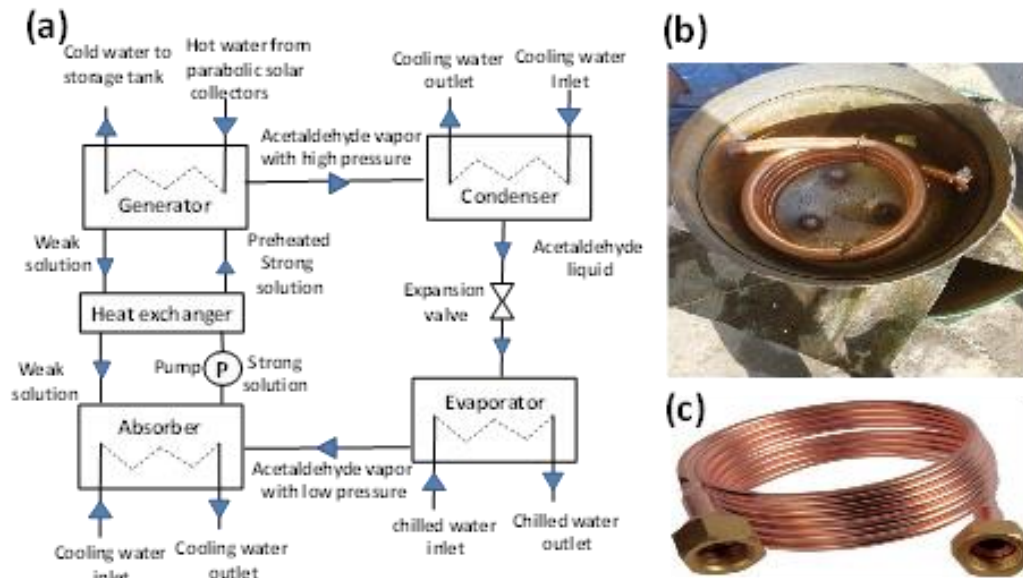 (a)
Cold water to
storage tank
Hot water from
parabolic solar
collectors
Cooling water
outlet
Cooling water
Inlet
Acetaldehyde vapor
with high pressure
Generator
Condenser
Weak
solution
Preheated
Strong
solution
Acetaldehyde
liquid
Expansion
valve
Heat exchanger
Weak
solution
Pump
P
Strong
solution
Absorber
Evaporator
Acetaldehyde vapor
with low pressure
Cooling water
inlet
Cooling water
outlet
chilled water
inlet
Chilled water
outlet
(b)
(c)